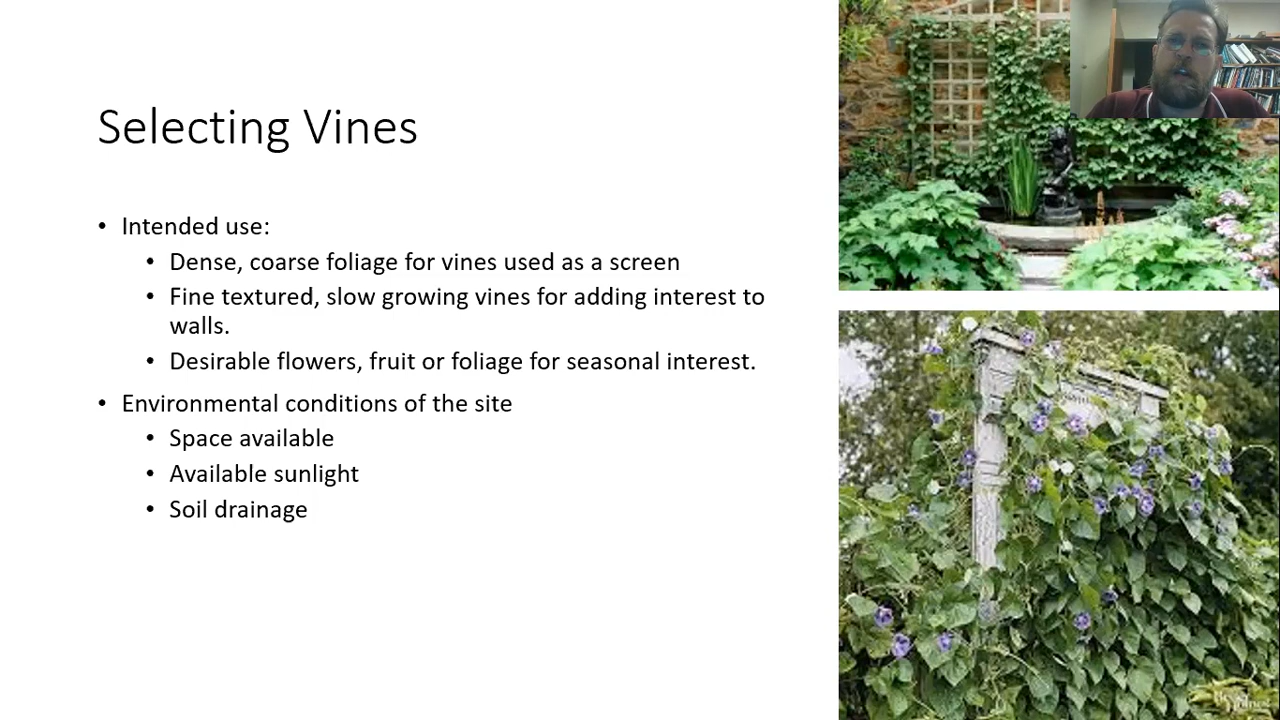 Selecting Vines
• Intended use:
• Dense, coarse foliage for vines used as a screen
• Fine textured, slow growing vines for adding interest to
walls.
• Desirable flowers, fruit or foliage for seasonal interest.
• Environmental conditions of the site
• Space available
• Available sunlight
• Soil drainage